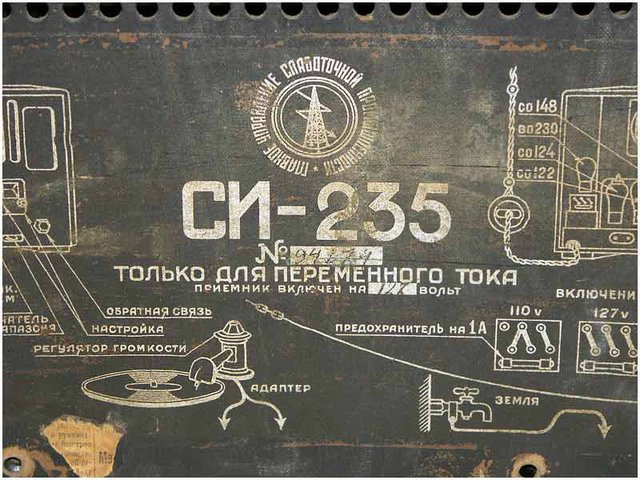 ГЛАВНОЕ УПРАВЛЕНИЕ СЛАБОТОЧНОЙ ПРОМЫШЛЕННОСТИ
СИ-235
№
ТОЛЬКО ДЛЯ ПЕРЕМЕННОГО ТОКА
ПРИЕМНИК ВКЛЮЧЕН НА 127 ВОЛЬТ
СО148
ВО230
СО124
СО122
ОБРАТНАЯ СВЯЗЬ
НАСТРОЙКА
РЕГУЛЯТОР ГРОМКОСТИ
АДАПТЕР
ВКЛЮЧЕНИ
110 v
127 v
ПРЕДОХРАНИТЕЛЬ на 1А
ЗЕМЛЯ